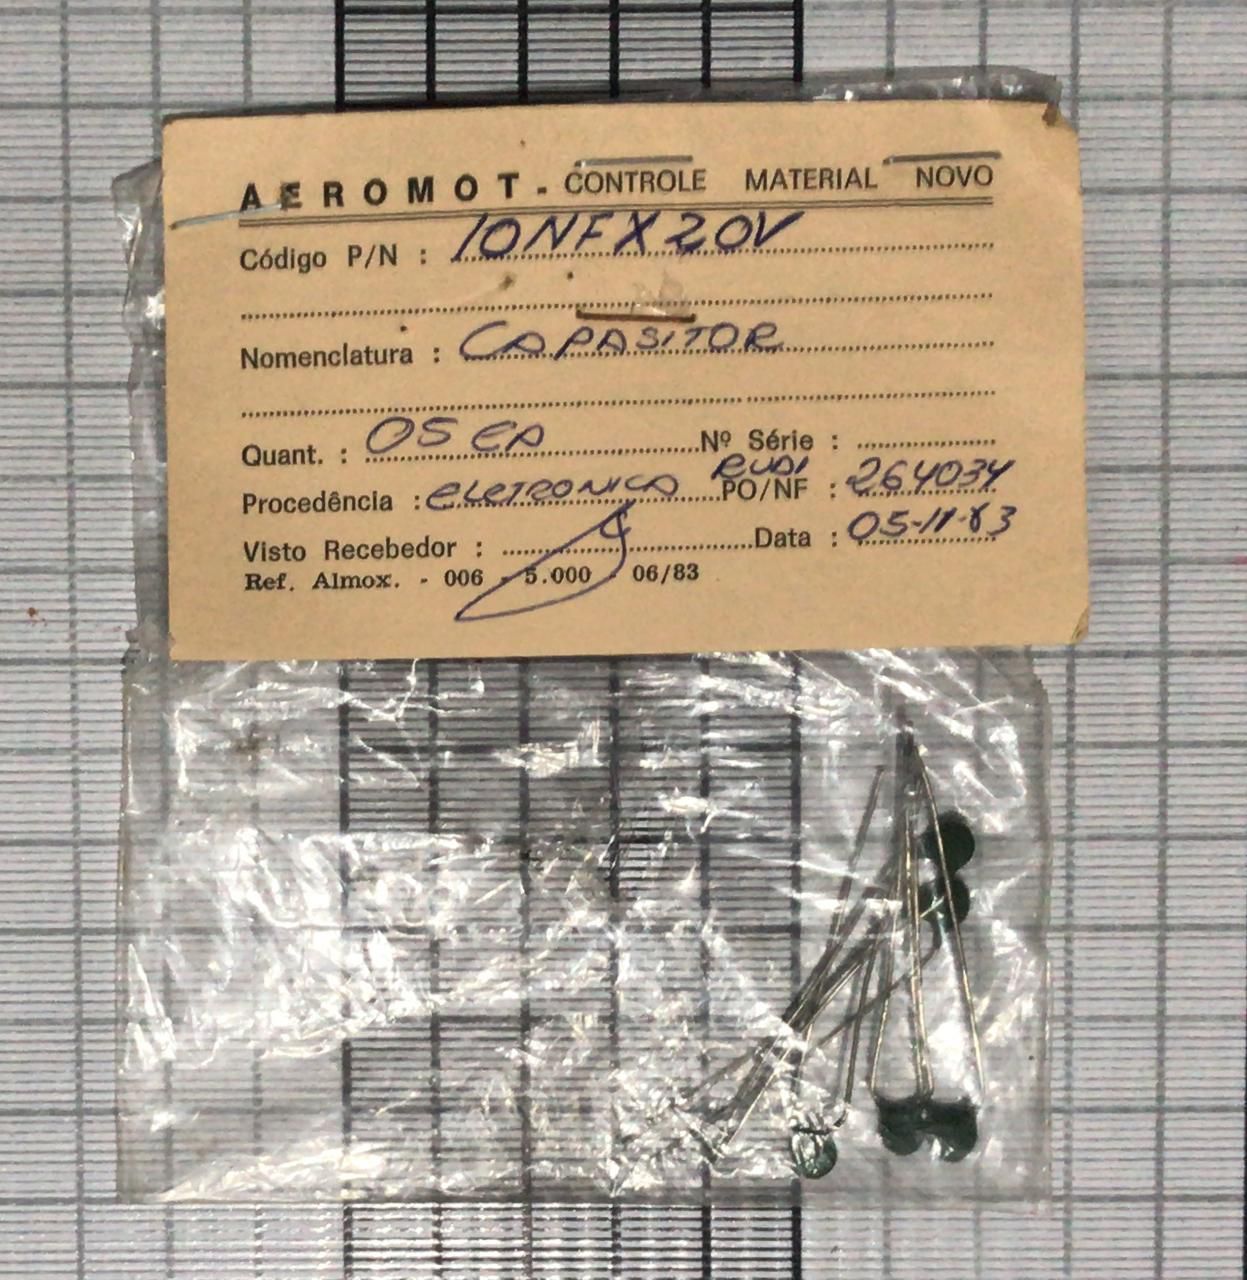 AEROMOT - CONTROLE MATERIAL NOVO
Código P/N : 10NFX20V
Nomenclatura : CAPASITOR
Quant. : 05 EA Nº Série :
Procedência : ELETRONICA RUDI PO/NF : 264034
Visto Recebedor : Data : 05-11-83
Ref. Almox. - 006 - 5.000 - 06/83